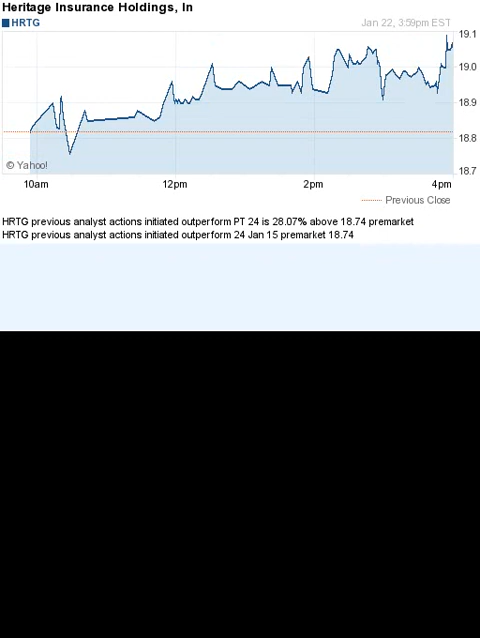 Heritage Insurance Holdings, In
HRTG
Jan 22, 3:59pm EST
19.1
19.0
18.9
18.8
18.7
© Yahoo!
10am 12pm 2pm 4pm
Previous Close
HRTG previous analyst actions initiated outperform PT 24 is 28.07% above 18.74 premarket
HRTG previous analyst actions initiated outperform 24 Jan 15 premarket 18.74